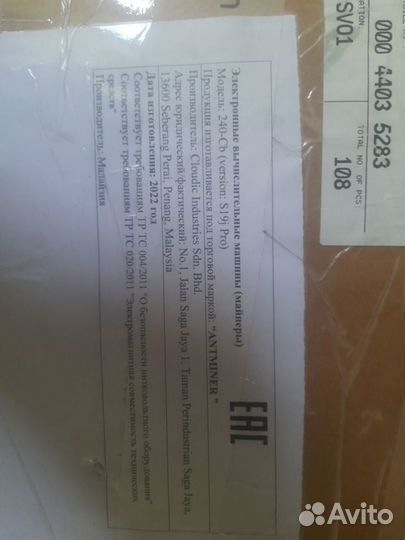 Электронные вычислительные машины (майнеры)
Модель: 240-Cb (version: S19j Pro)
Продукция изготавливается под торговой маркой: "ANTMINER"
Производитель: Cloudic Industries Sdn. Bhd.
Адрес юридический/фактический: No.1, Jalan Saga Jaya 1, Taman Perindustrian Saga Jaya,
13600 Seberang Perai, Penang, Malaysia
Дата изготовления: 2022 год
Соответствует требованиям ТР ТС 004/2011 "О безопасности низковольтного оборудования"
Соответствует требованиям ТР ТС 020/2011 "Электромагнитная совместимость технических
средств"
Производитель: Малайзия
EAC
SV01
0000 4403 5283
TOTAL NO OF PCS:
108
Avito